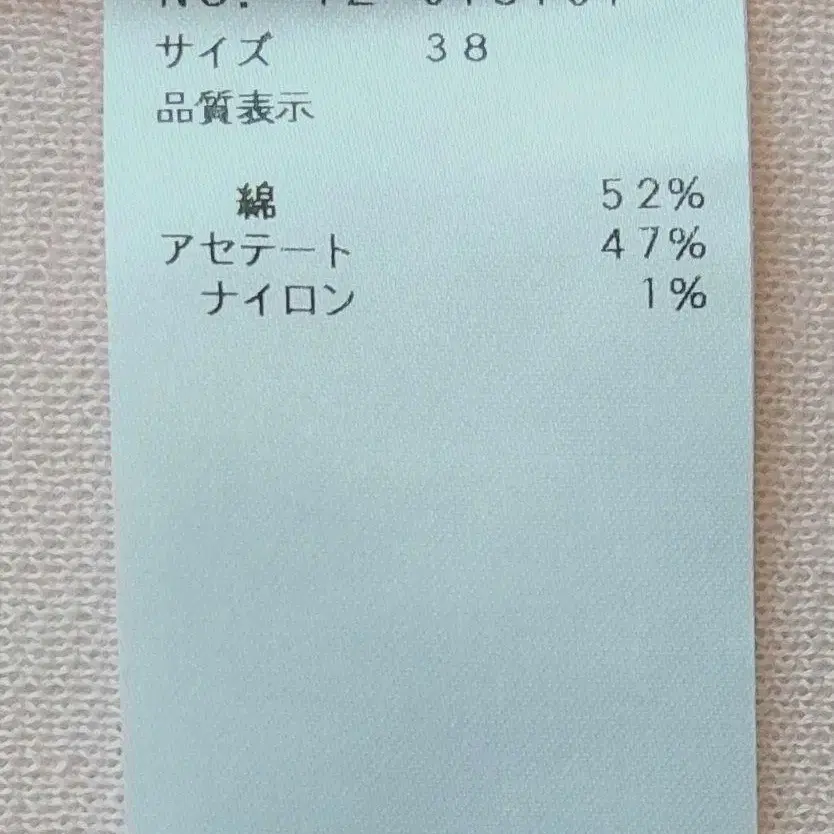 サイズ 38
品質表示
綿 52%
アセテート 47%
ナイロン 1%